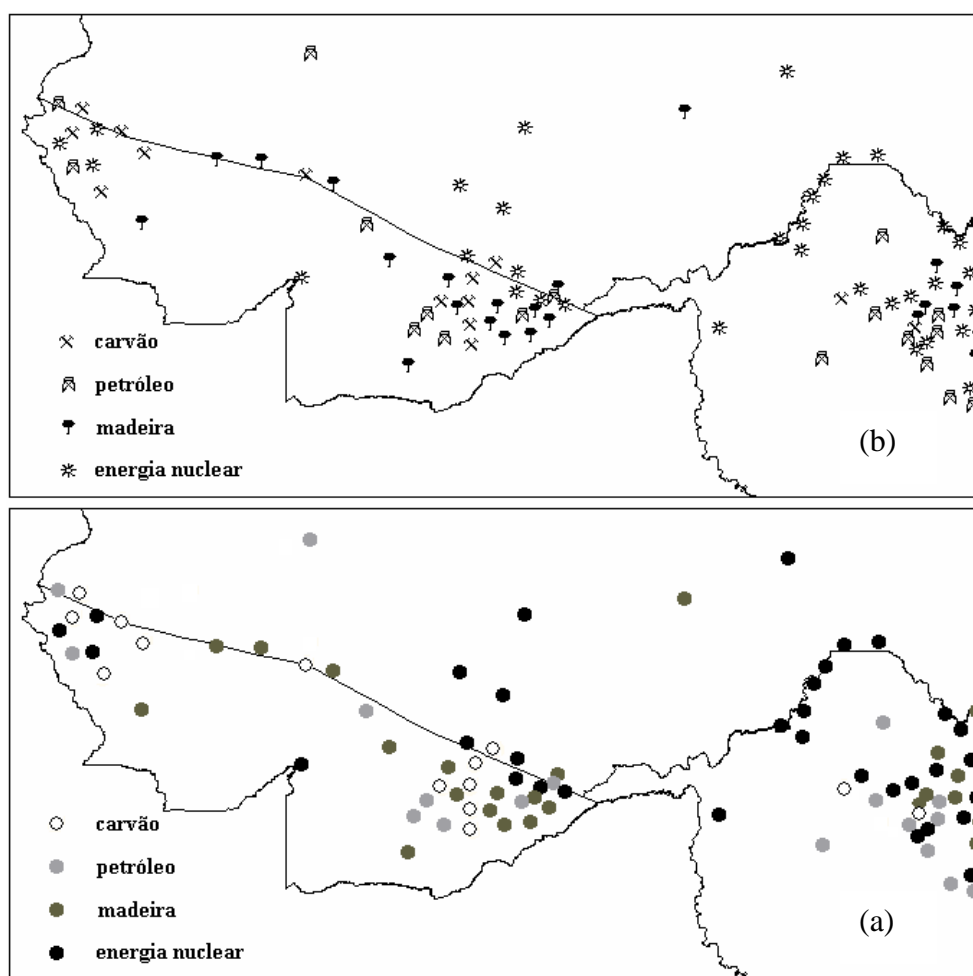 carvão
petróleo
madeira
energia nuclear
(b)
carvão
petróleo
madeira
energia nuclear
(a)